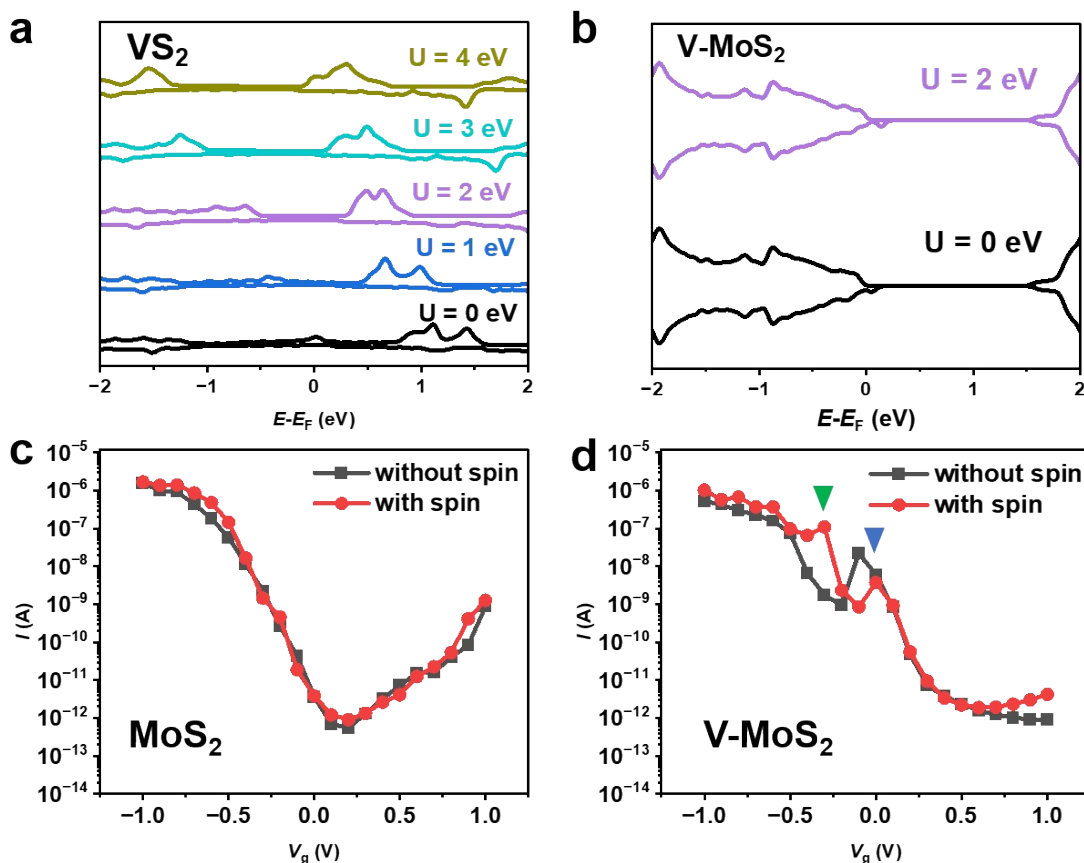 a
VS₂
U = 4 eV
U = 3 eV
U = 2 eV
U = 1 eV
U = 0 eV
−2 −1 0 1 2
E-E_F (eV)
b
V-MoS₂
U = 2 eV
U = 0 eV
−2 −1 0 1 2
E-E_F (eV)
c
10⁻⁵
10⁻⁶
10⁻⁷
10⁻⁸
10⁻⁹
10⁻¹⁰
10⁻¹¹
10⁻¹²
10⁻¹³
10⁻¹⁴
I (A)
without spin
with spin
MoS₂
−1.0 −0.5 0.0 0.5 1.0
V_g (V)
d
10⁻⁵
10⁻⁶
10⁻⁷
10⁻⁸
10⁻⁹
10⁻¹⁰
10⁻¹¹
10⁻¹²
10⁻¹³
10⁻¹⁴
I (A)
without spin
with spin
V-MoS₂
−1.0 −0.5 0.0 0.5 1.0
V_g (V)